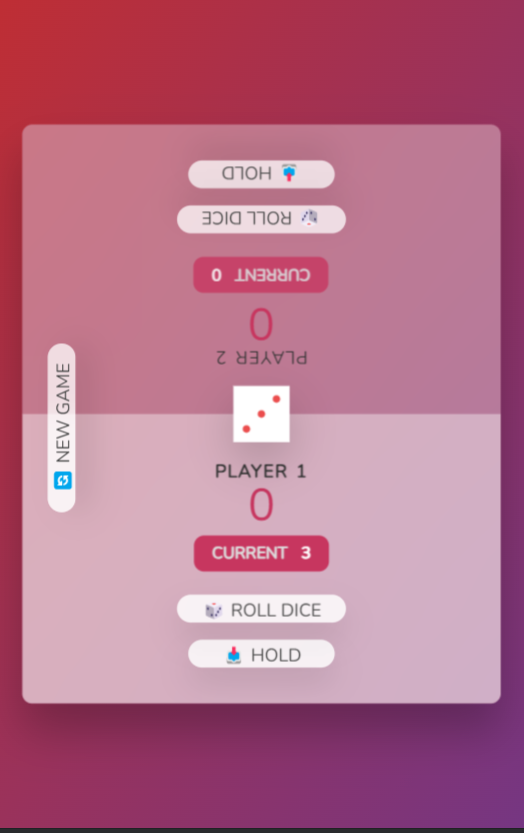 HOLD
ROLL DICE
CURRENT 0
0
PLAYER 2
NEW GAME
PLAYER 1
0
CURRENT 3
ROLL DICE
HOLD